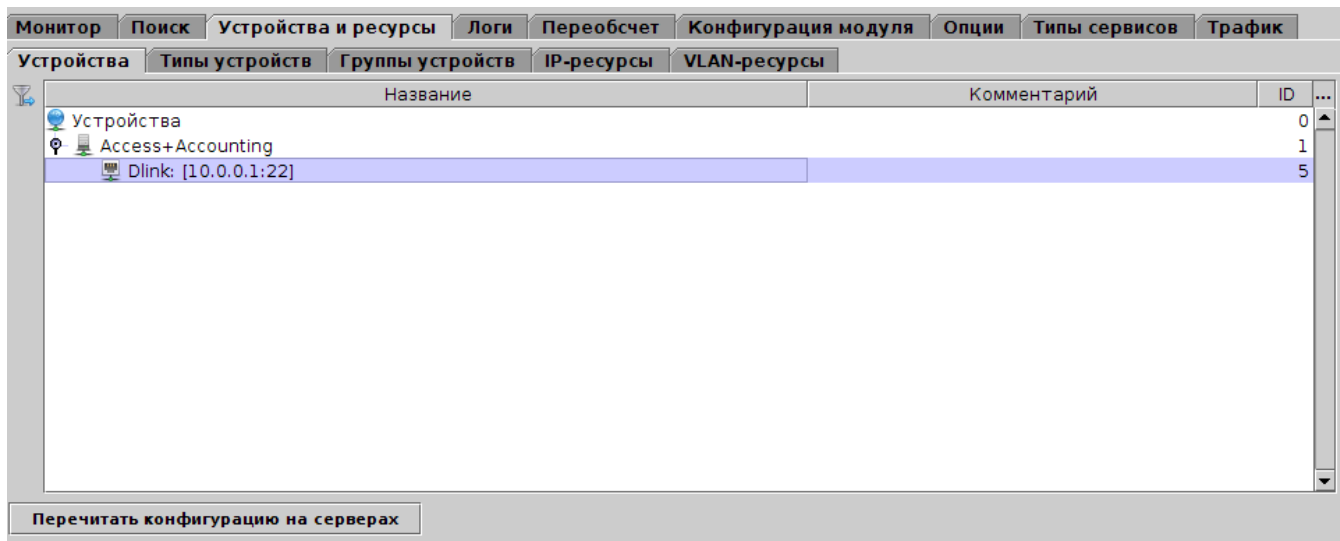 Монитор Поиск Устройства и ресурсы Логи Переобсчет Конфигурация модуля Опции Типы сервисов Трафик
Устройства Типы устройств Группы устройств IP-ресурсы VLAN-ресурсы
Название Комментарий ID ...
Устройства 0
Access+Accounting 1
Dlink: [10.0.0.1:22] 5
Перечитать конфигурацию на серверах